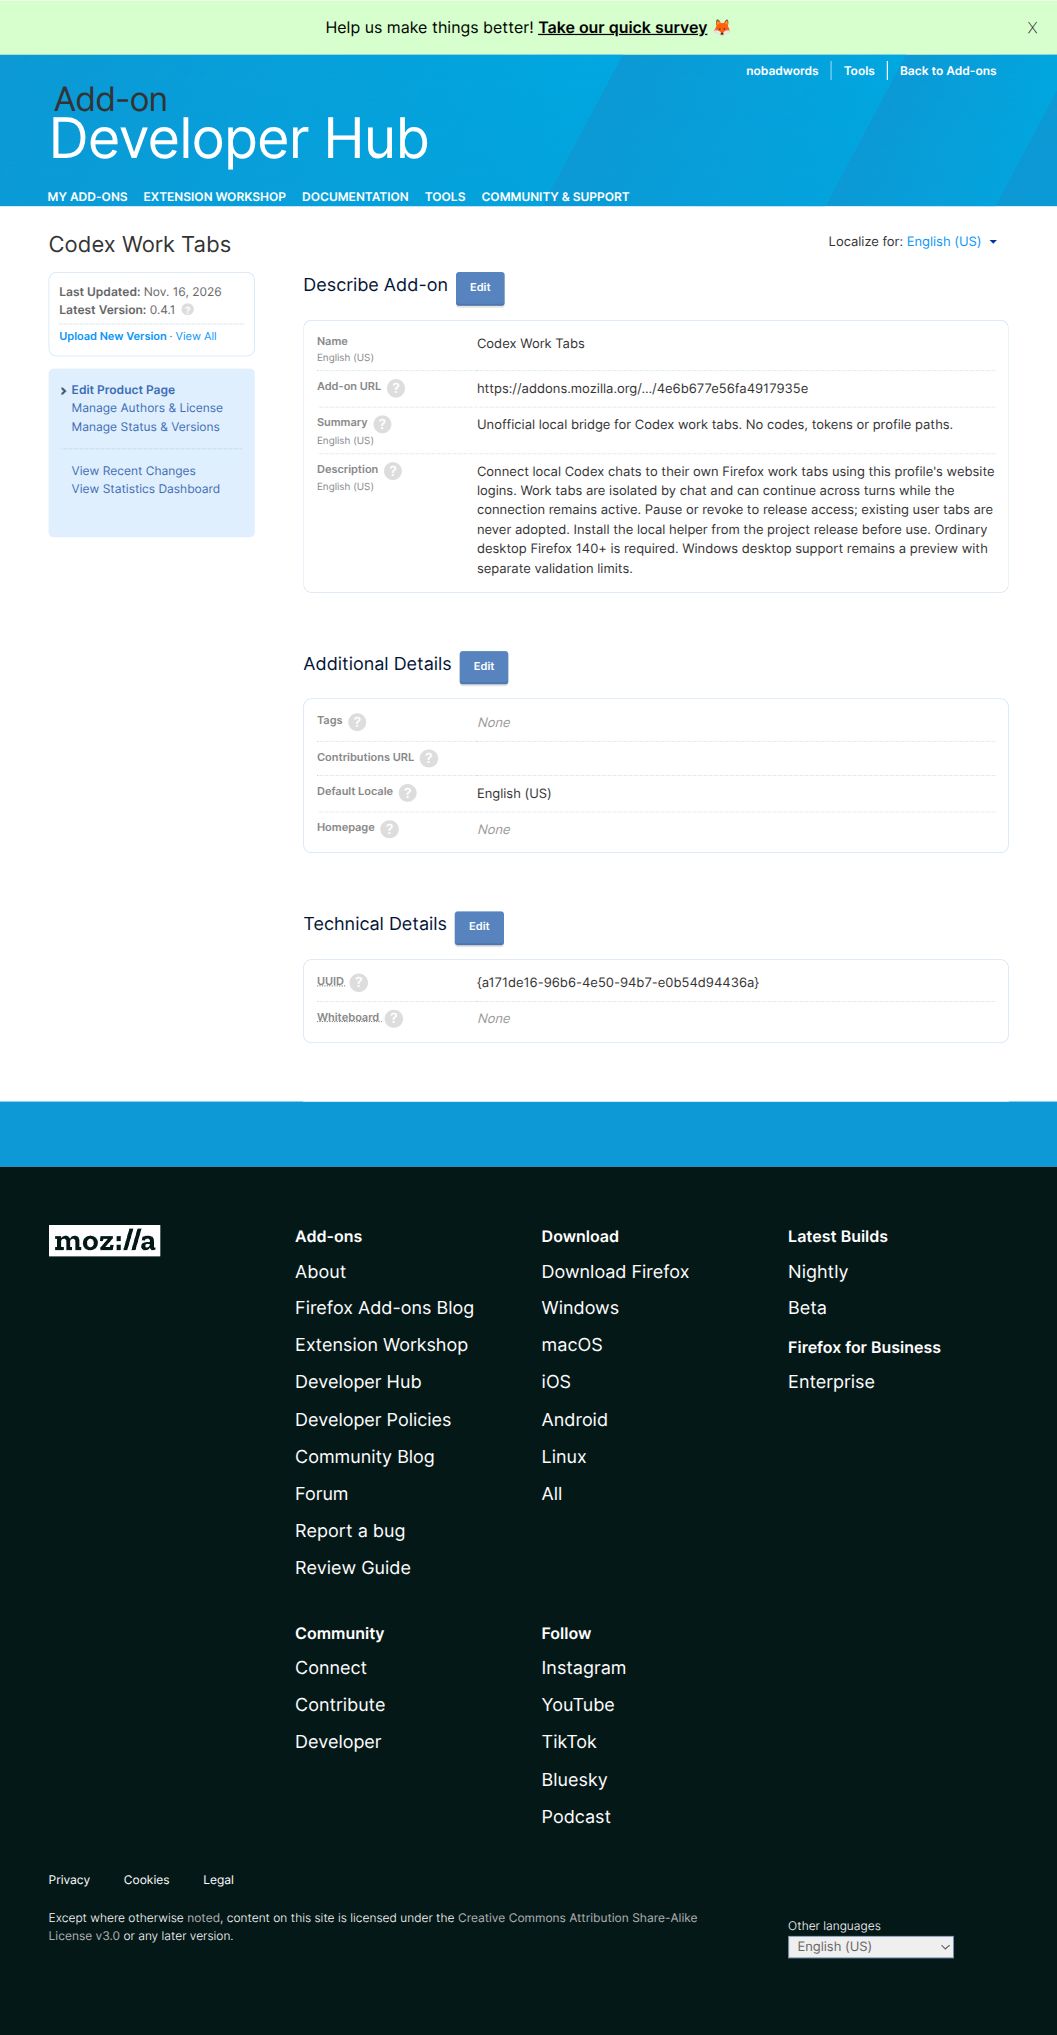 Help us make things better! Take our quick survey 🦊
X
nobadwords
Tools
Back to Add-ons
Add-on
Developer Hub
MY ADD-ONS
EXTENSION WORKSHOP
DOCUMENTATION
TOOLS
COMMUNITY & SUPPORT
Codex Work Tabs
Localize for: English (US)
Last Updated: Nov. 16, 2026
Latest Version: 0.4.1 ?
Upload New Version · View All
Edit Product Page
Manage Authors & License
Manage Status & Versions
View Recent Changes
View Statistics Dashboard
Describe Add-on
Edit
Name
English (US)
Codex Work Tabs
Add-on URL ?
https://addons.mozilla.org/.../4e6b677e56fa4917935e
Summary ?
English (US)
Unofficial local bridge for Codex work tabs. No codes, tokens or profile paths.
Description ?
English (US)
Connect local Codex chats to their own Firefox work tabs using this profile's website
logins. Work tabs are isolated by chat and can continue across turns while the
connection remains active. Pause or revoke to release access; existing user tabs are
never adopted. Install the local helper from the project release before use. Ordinary
desktop Firefox 140+ is required. Windows desktop support remains a preview with
separate validation limits.
Additional Details
Edit
Tags ?
None
Contributions URL ?
Default Locale ?
English (US)
Homepage ?
None
Technical Details
Edit
UUID ?
{a171de16-96b6-4e50-94b7-e0b54d94436a}
Whiteboard ?
None
moz://a
Add-ons
About
Firefox Add-ons Blog
Extension Workshop
Developer Hub
Developer Policies
Community Blog
Forum
Report a bug
Review Guide
Download
Download Firefox
Windows
macOS
iOS
Android
Linux
All
Latest Builds
Nightly
Beta
Firefox for Business
Enterprise
Community
Connect
Contribute
Developer
Follow
Instagram
YouTube
TikTok
Bluesky
Podcast
Privacy
Cookies
Legal
Except where otherwise noted, content on this site is licensed under the Creative Commons Attribution Share-Alike
License v3.0 or any later version.
Other languages
English (US)